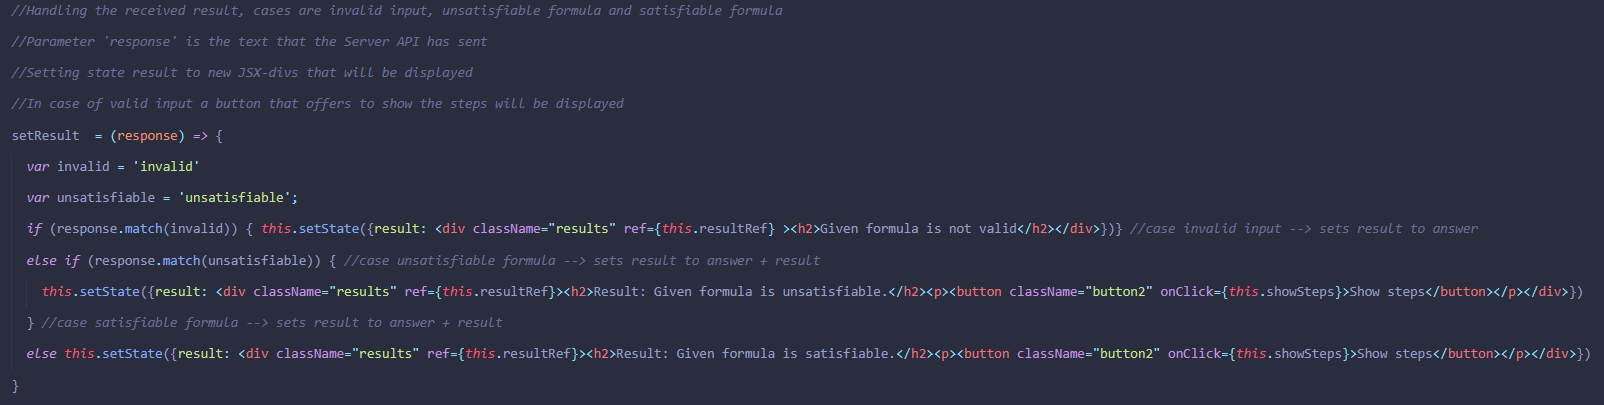 //Handling the received result, cases are invalid input, unsatisfiable formula and satisfiable formula
//Parameter 'response' is the text that the Server API has sent
//Setting state result to new JSX-divs that will be displayed
//In case of valid input a button that offers to show the steps will be displayed
setResult  = (response) => {
  var invalid = 'invalid'
  var unsatisfiable = 'unsatisfiable';
  if (response.match(invalid)) { this.setState({result: <div className="results" ref={this.resultRef} ><h2>Given formula is not valid</h2></div>})} //case invalid input --> sets result to answer
  else if (response.match(unsatisfiable)) { //case unsatisfiable formula --> sets result to answer + result
    this.setState({result: <div className="results" ref={this.resultRef}><h2>Result: Given formula is unsatisfiable.</h2><p><button className="button2" onClick={this.showSteps}>Show steps</button></p></div>})
  } //case satisfiable formula --> sets result to answer + result
  else this.setState({result: <div className="results" ref={this.resultRef}><h2>Result: Given formula is satisfiable.</h2><p><button className="button2" onClick={this.showSteps}>Show steps</button></p></div>})
}